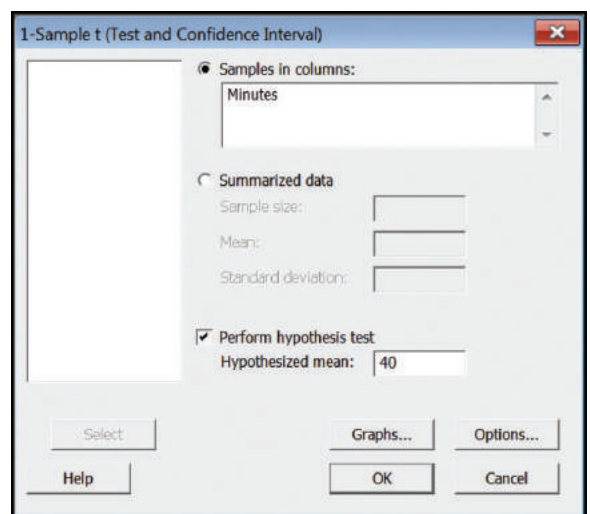 1-Sample t (Test and Confidence Interval)
Samples in columns:
Minutes
Summarized data
Sample size:
Mean:
Standard deviation:
Perform hypothesis test
Hypothesized mean: 40
Select
Graphs...
Options...
Help
OK
Cancel